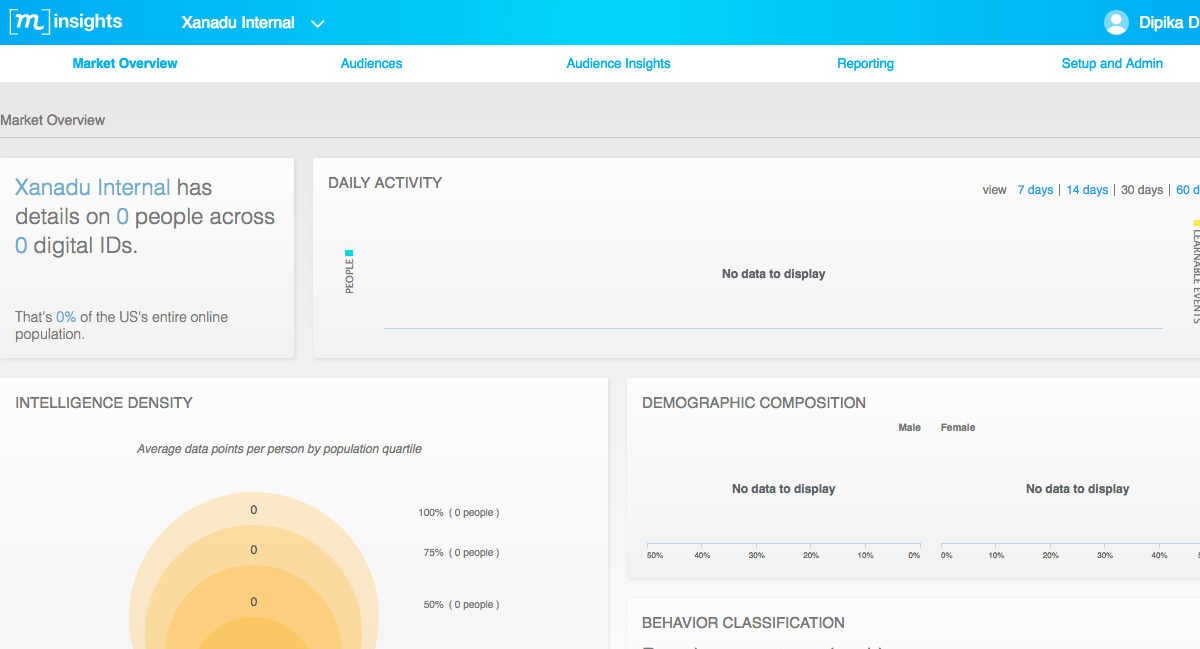 [m] insights
Xanadu Internal
Dipika D
Market Overview
Audiences
Audience Insights
Reporting
Setup and Admin
Market Overview
Xanadu Internal has
details on 0 people across
0 digital IDs.
That's 0% of the US's entire online
population.
DAILY ACTIVITY
view 7 days | 14 days | 30 days | 60 d
PEOPLE
No data to display
LEARNABLE EVENTS
INTELLIGENCE DENSITY
Average data points per person by population quartile
0
100% ( 0 people )
0
75% ( 0 people )
0
50% ( 0 people )
DEMOGRAPHIC COMPOSITION
Male Female
No data to display
No data to display
50% 40% 30% 20% 10% 0%
0% 10% 20% 30% 40%
BEHAVIOR CLASSIFICATION